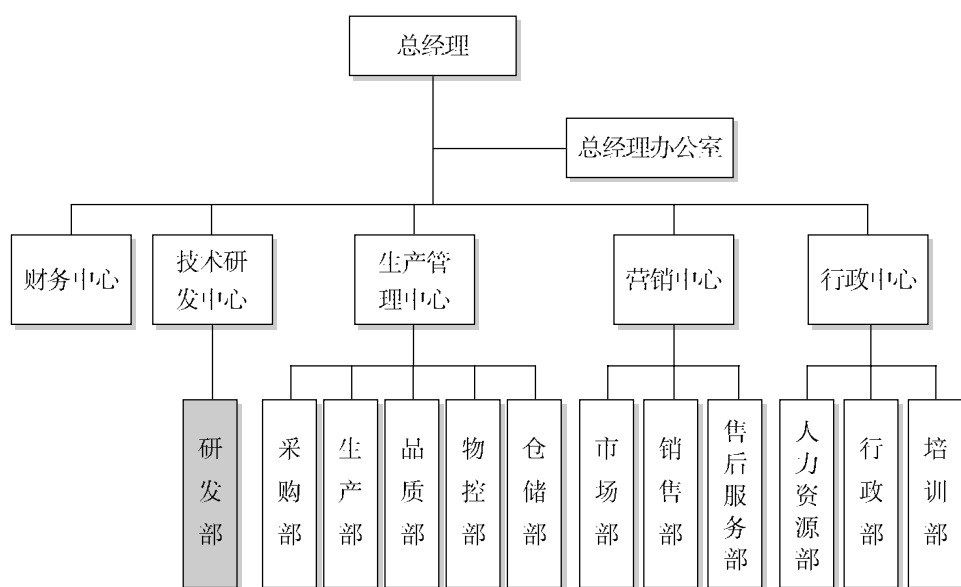 总经理
总经理办公室
财务中心
技术研
发中心
生产管
理中心
营销中心
行政中心
研发部
采购部
生产部
品质部
物控部
仓储部
市场部
销售部
售后服务部
人力资源部
行政部
培训部